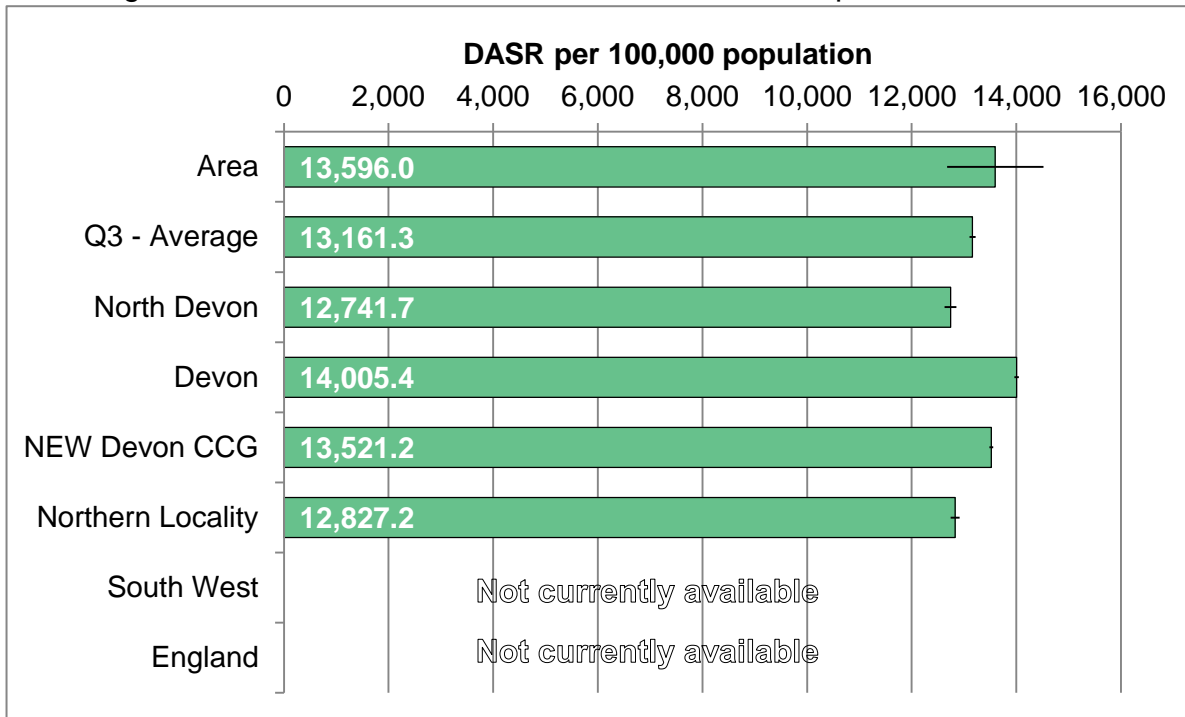 DASR per 100,000 population
0 2,000 4,000 6,000 8,000 10,000 12,000 14,000 16,000
Area 13,596.0
Q3 - Average 13,161.3
North Devon 12,741.7
Devon 14,005.4
NEW Devon CCG 13,521.2
Northern Locality 12,827.2
South West Not currently available
England Not currently available